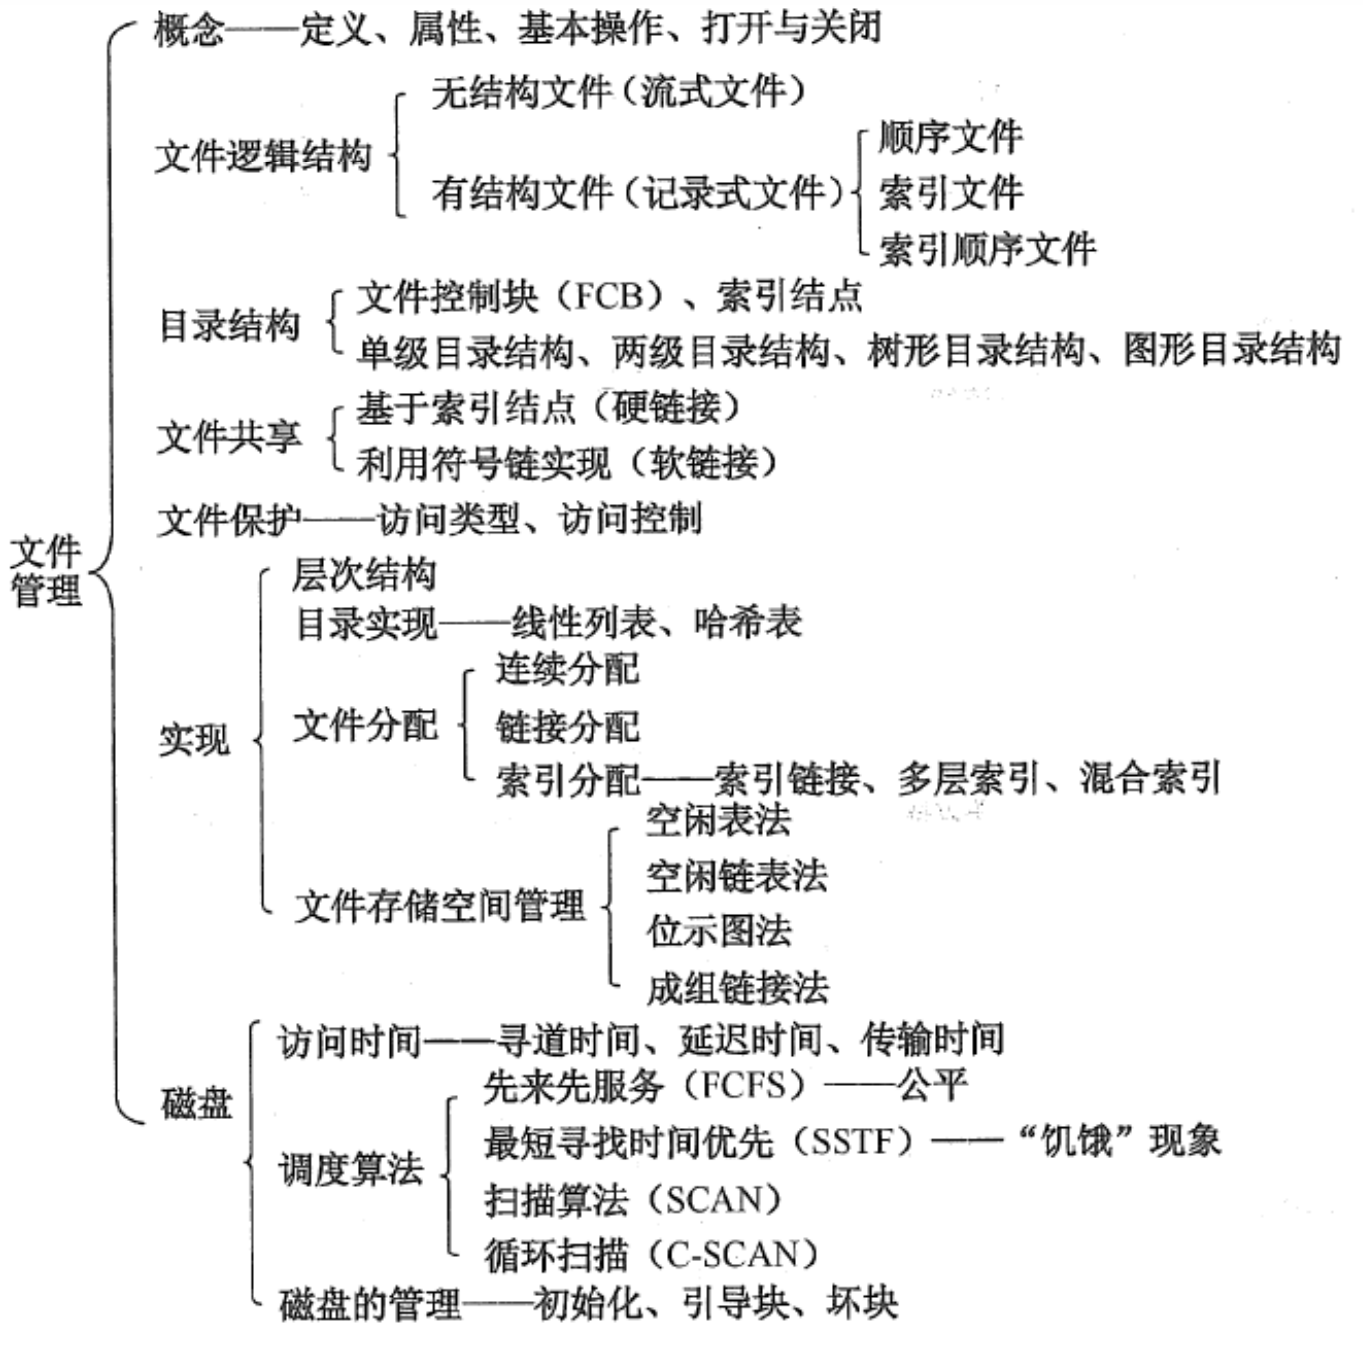 概念——定义、属性、基本操作、打开与关闭
无结构文件（流式文件）
文件逻辑结构
顺序文件
有结构文件（记录式文件）
索引文件
索引顺序文件
文件控制块（FCB）、索引结点
目录结构
单级目录结构、两级目录结构、树形目录结构、图形目录结构
基于索引结点（硬链接）
文件共享
利用符号链实现（软链接）
文件保护——访问类型、访问控制
文件
管理
层次结构
目录实现——线性列表、哈希表
连续分配
实现
文件分配
链接分配
索引分配——索引链接、多层索引、混合索引
空闲表法
空闲链表法
文件存储空间管理
位示图法
成组链接法
访问时间——寻道时间、延迟时间、传输时间
磁盘
先来先服务（FCFS）——公平
最短寻找时间优先（SSTF）——“饥饿”现象
调度算法
扫描算法（SCAN）
循环扫描（C-SCAN）
磁盘的管理——初始化、引导块、坏块